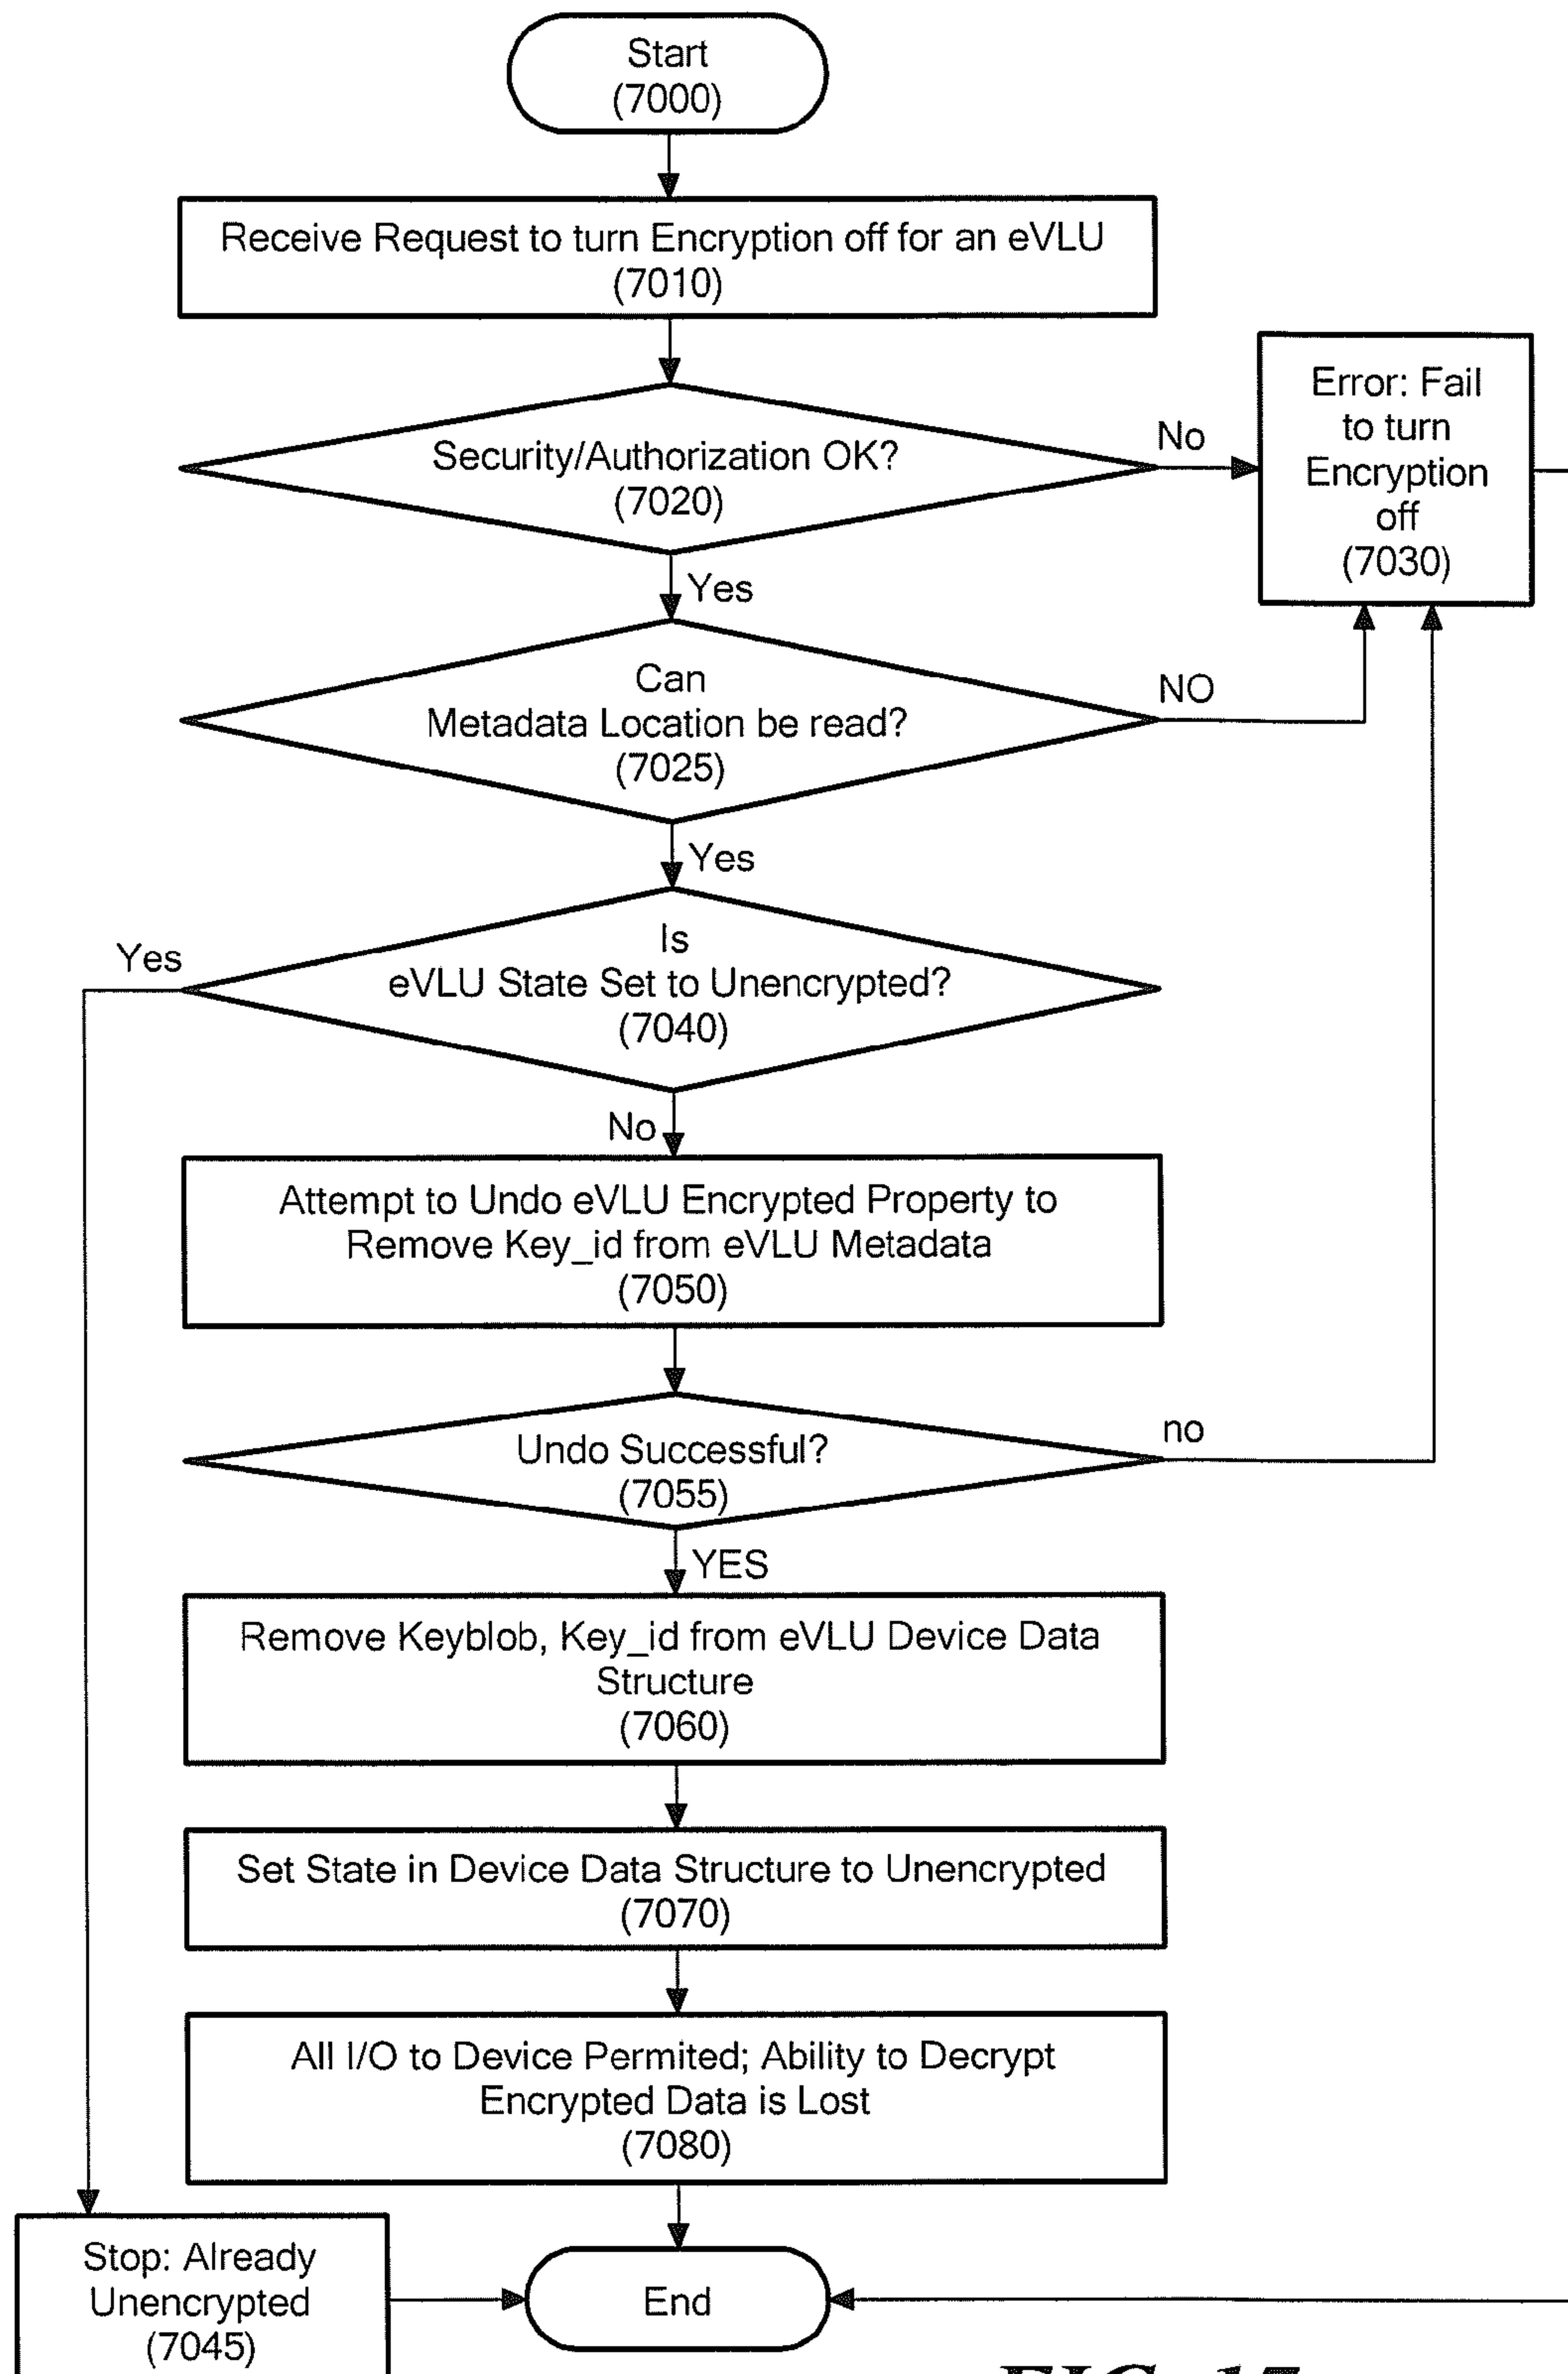 Start
(7000)
Receive Request to turn Encryption off for an eVLU
(7010)
Security/Authorization OK?
(7020)
No
Error: Fail
to turn
Encryption
off
(7030)
Yes
Can
Metadata Location be read?
(7025)
NO
Yes
Is
eVLU State Set to Unencrypted?
(7040)
Yes
No
Attempt to Undo eVLU Encrypted Property to
Remove Key_id from eVLU Metadata
(7050)
Undo Successful?
(7055)
no
YES
Remove Keyblob, Key_id from eVLU Device Data
Structure
(7060)
Set State in Device Data Structure to Unencrypted
(7070)
All I/O to Device Permited; Ability to Decrypt
Encrypted Data is Lost
(7080)
Stop: Already
Unencrypted
(7045)
End